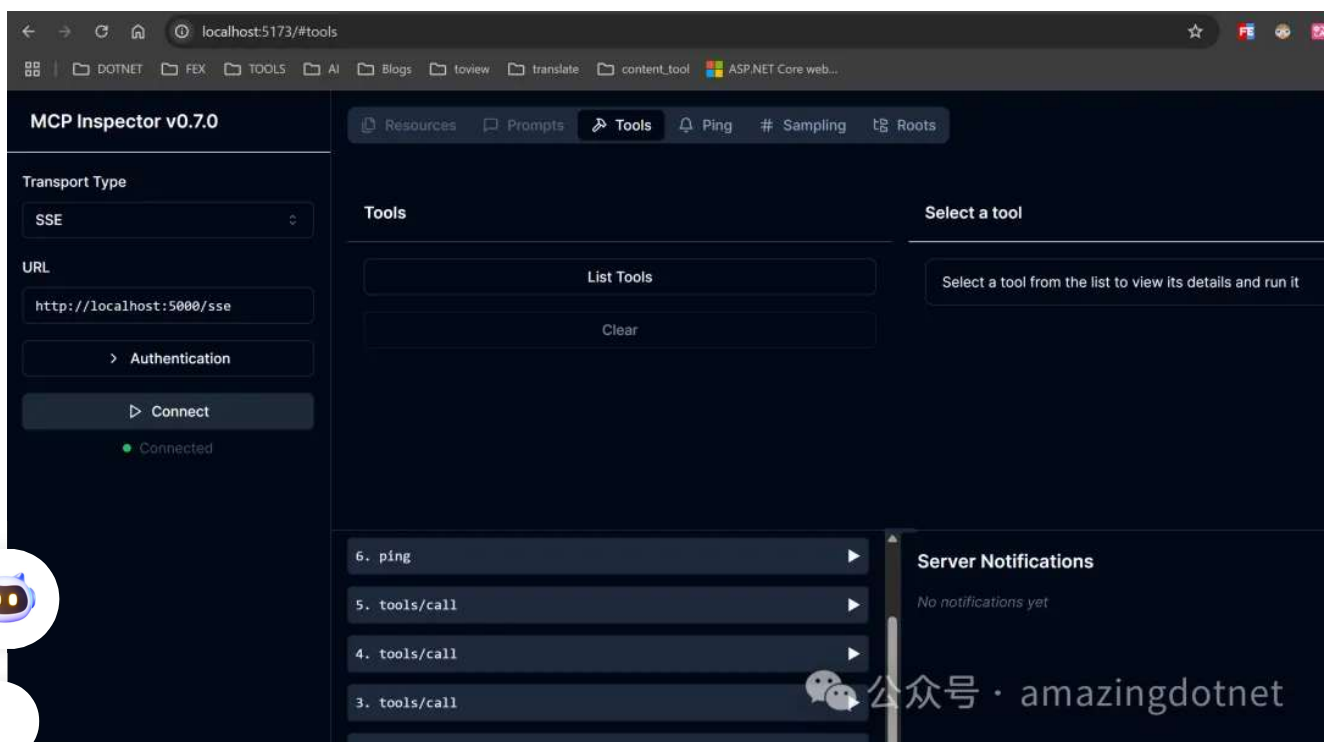 localhost:5173/#tools
DOTNET FEX TOOLS AI Blogs toview translate content_tool ASP.NET Core web...
MCP Inspector v0.7.0
Resources Prompts Tools Ping # Sampling Roots
Transport Type
SSE
URL
http://localhost:5000/sse
Authentication
Connect
Connected
Tools
List Tools
Clear
Select a tool
Select a tool from the list to view its details and run it
6. ping
5. tools/call
4. tools/call
3. tools/call
Server Notifications
No notifications yet
公众号 · amazingdotnet